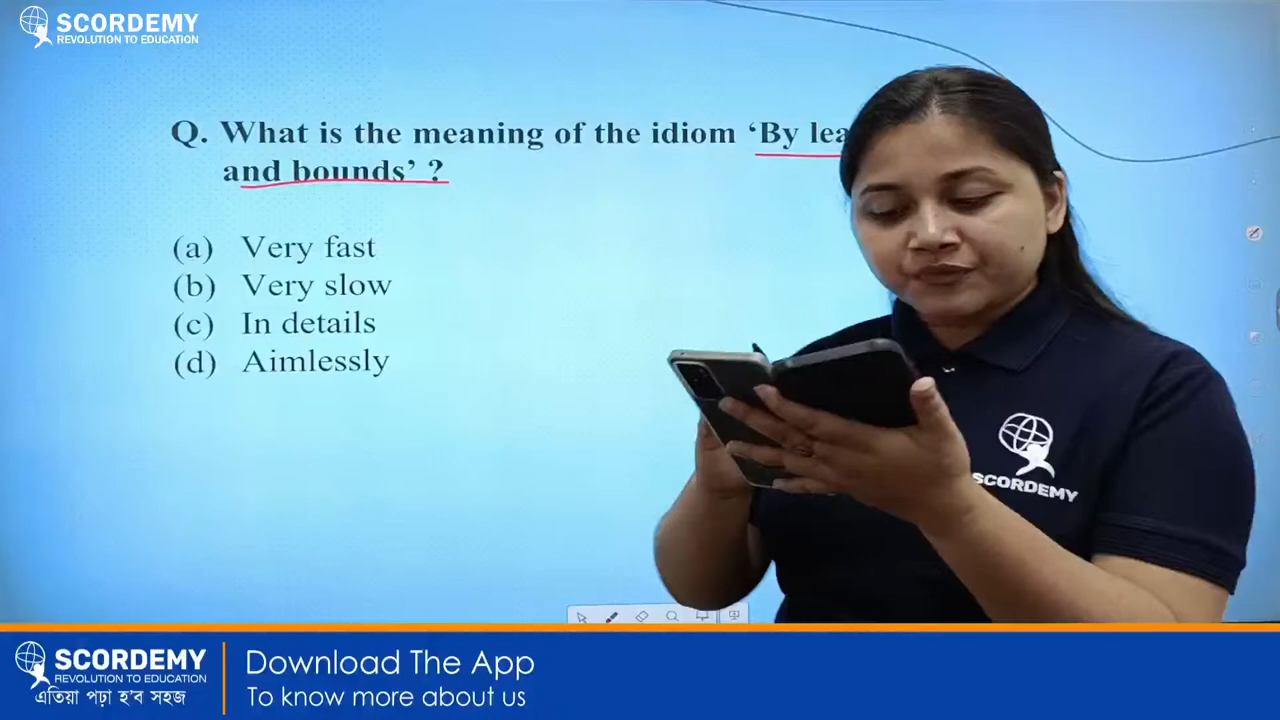 SCORDEMY
REVOLUTION TO EDUCATION
Q. What is the meaning of the idiom ‘By lea
and bounds’ ?
(a) Very fast
(b) Very slow
(c) In details
(d) Aimlessly
SCORDEMY
SCORDEMY
REVOLUTION TO EDUCATION
এতিয়া পঢ়া হ'ব সহজ
Download The App
To know more about us